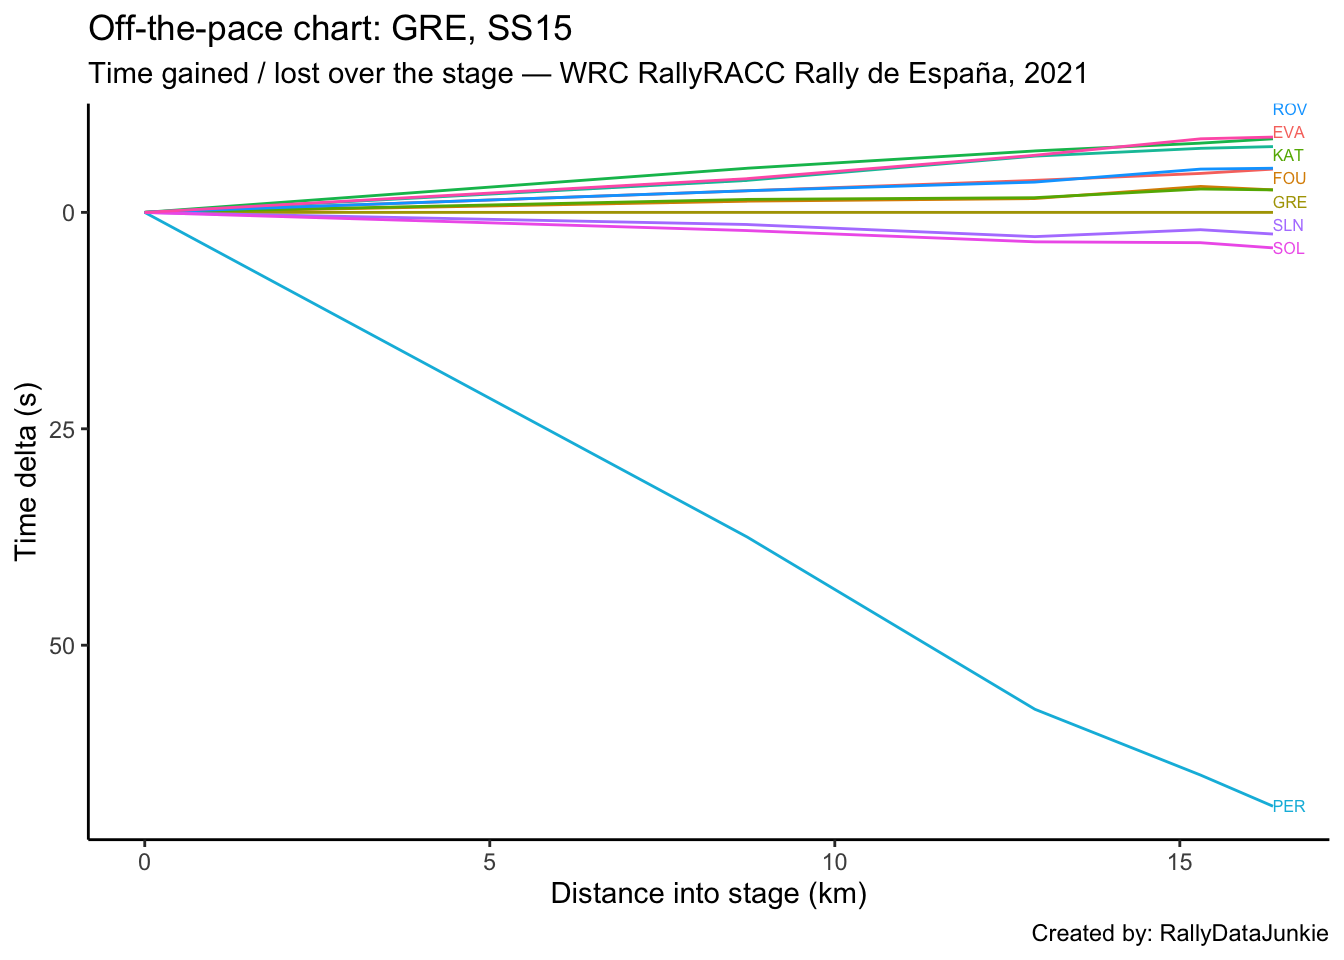 Off-the-pace chart: GRE, SS15
Time gained / lost over the stage — WRC RallyRACC Rally de España, 2021
ROV
EVA
KAT
FOU
GRE
SLN
SOL
PER
0
25
50
Time delta (s)
0 5 10 15
Distance into stage (km)
Created by: RallyDataJunkie